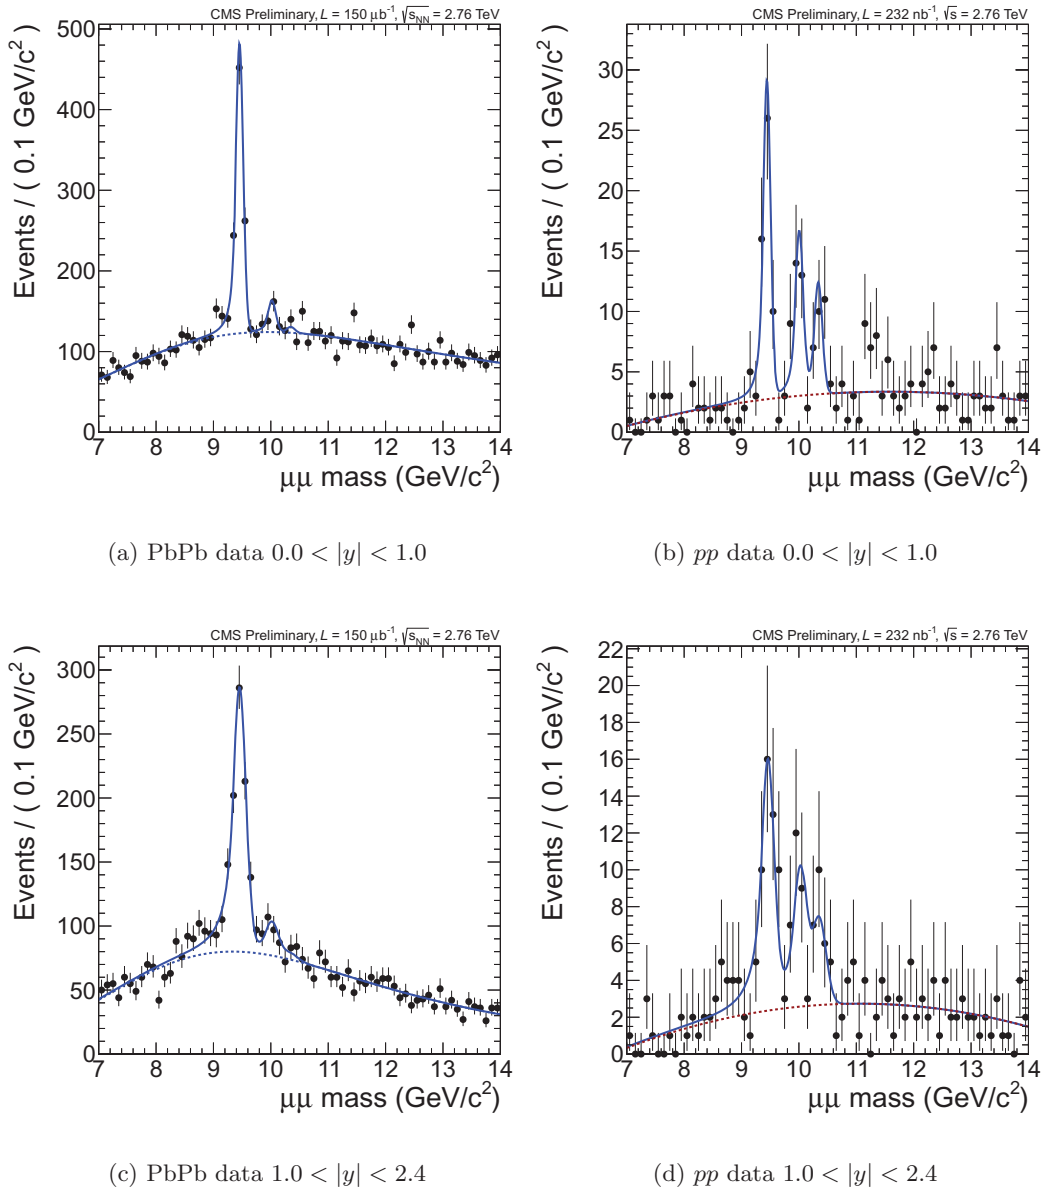 CMS Preliminary, L = 150 μb⁻¹, √s_NN = 2.76 TeV
Events / ( 0.1 GeV/c² )
500
400
300
200
100
0
7 8 9 10 11 12 13 14
μμ mass (GeV/c²)
(a) PbPb data 0.0 < |y| < 1.0
CMS Preliminary, L = 232 nb⁻¹, √s = 2.76 TeV
Events / ( 0.1 GeV/c² )
30
25
20
15
10
5
0
7 8 9 10 11 12 13 14
μμ mass (GeV/c²)
(b) pp data 0.0 < |y| < 1.0
CMS Preliminary, L = 150 μb⁻¹, √s_NN = 2.76 TeV
Events / ( 0.1 GeV/c² )
300
250
200
150
100
50
0
7 8 9 10 11 12 13 14
μμ mass (GeV/c²)
(c) PbPb data 1.0 < |y| < 2.4
CMS Preliminary, L = 232 nb⁻¹, √s = 2.76 TeV
Events / ( 0.1 GeV/c² )
22
20
18
16
14
12
10
8
6
4
2
0
7 8 9 10 11 12 13 14
μμ mass (GeV/c²)
(d) pp data 1.0 < |y| < 2.4